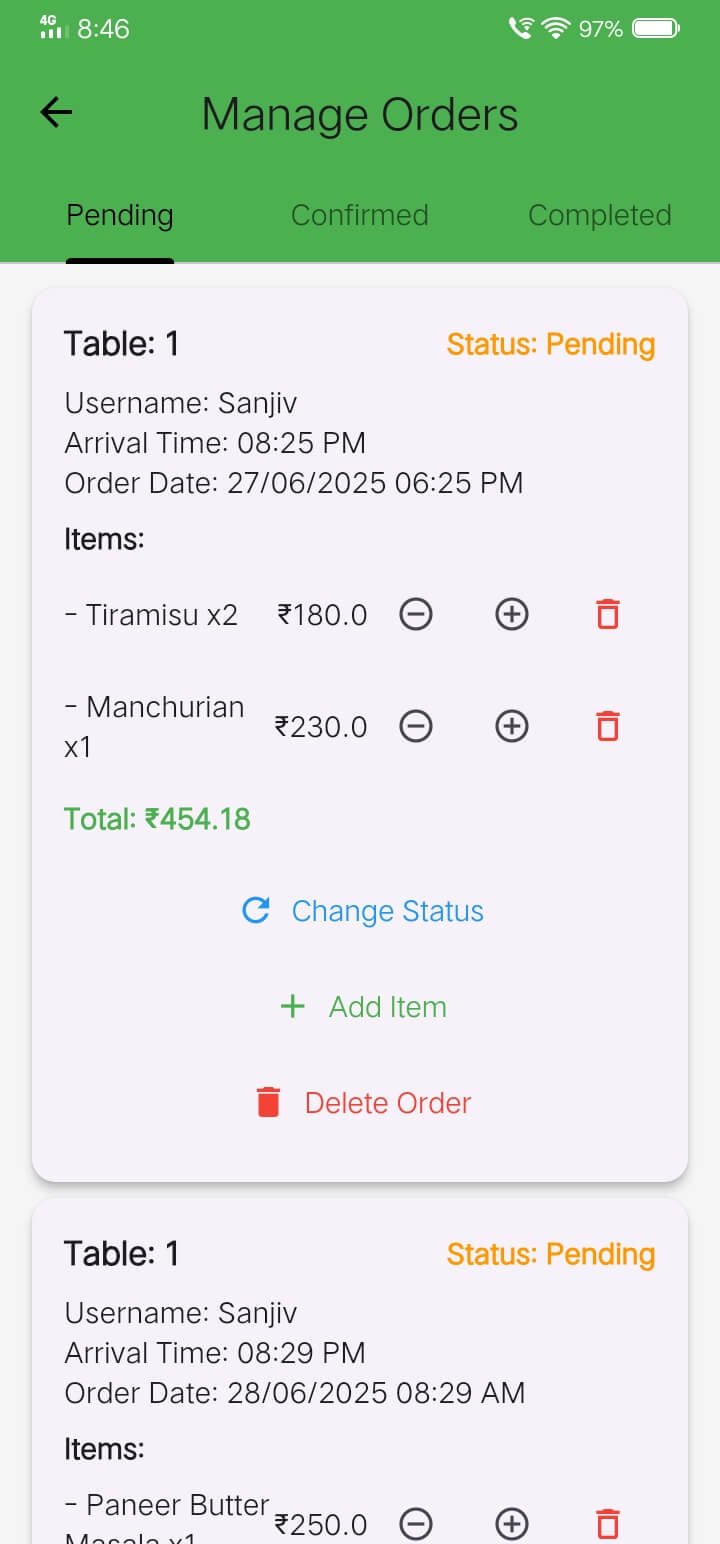 4G 8:46 97%
Manage Orders
Pending Confirmed Completed
Table: 1 Status: Pending
Username: Sanjiv
Arrival Time: 08:25 PM
Order Date: 27/06/2025 06:25 PM
Items:
- Tiramisu x2 ₹180.0
- Manchurian
x1 ₹230.0
Total: ₹454.18
Change Status
Add Item
Delete Order
Table: 1 Status: Pending
Username: Sanjiv
Arrival Time: 08:29 PM
Order Date: 28/06/2025 08:29 AM
Items:
- Paneer Butter ₹250.0
Masala x1